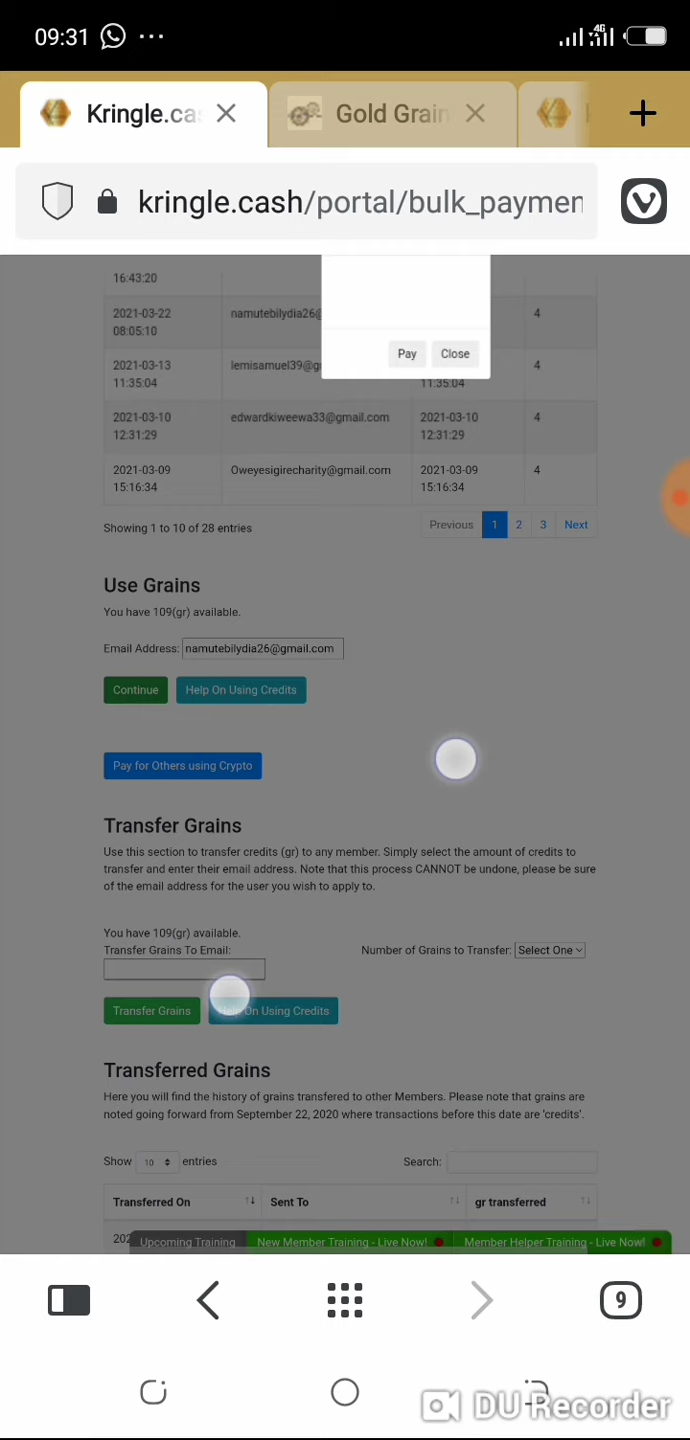 09:31 ... 4G
Kringle.ca Gold Grain
kringle.cash/portal/bulk_paymen
16:43:20
2021-03-22 namutebilydia26@ 4
08:05:10
Pay Close
2021-03-13 lemisamuel39@g 4
11:35:04 11:35:04
2021-03-10 edwardkiweewa33@gmail.com 2021-03-10 4
12:31:29 12:31:29
2021-03-09 Oweyesigirecharity@gmail.com 2021-03-09 4
15:16:34 15:16:34
Showing 1 to 10 of 28 entries Previous 1 2 3 Next
Use Grains
You have 109(gr) available.
Email Address: namutebilydia26@gmail.com
Continue Help On Using Credits
Pay for Others using Crypto
Transfer Grains
Use this section to transfer credits (gr) to any member. Simply select the amount of credits to
transfer and enter their email address. Note that this process CANNOT be undone, please be sure
of the email address for the user you wish to apply to.
You have 109(gr) available.
Transfer Grains To Email: Number of Grains to Transfer: Select One
Transfer Grains Help On Using Credits
Transferred Grains
Here you will find the history of grains transfered to other Members. Please note that grains are
noted going forward from September 22, 2020 where transactions before this date are 'credits'.
Show 10 entries Search:
Transferred On Sent To gr transferred
202 Upcoming Training New Member Training - Live Now! Member Helper Training - Live Now!
9
DU Recorder